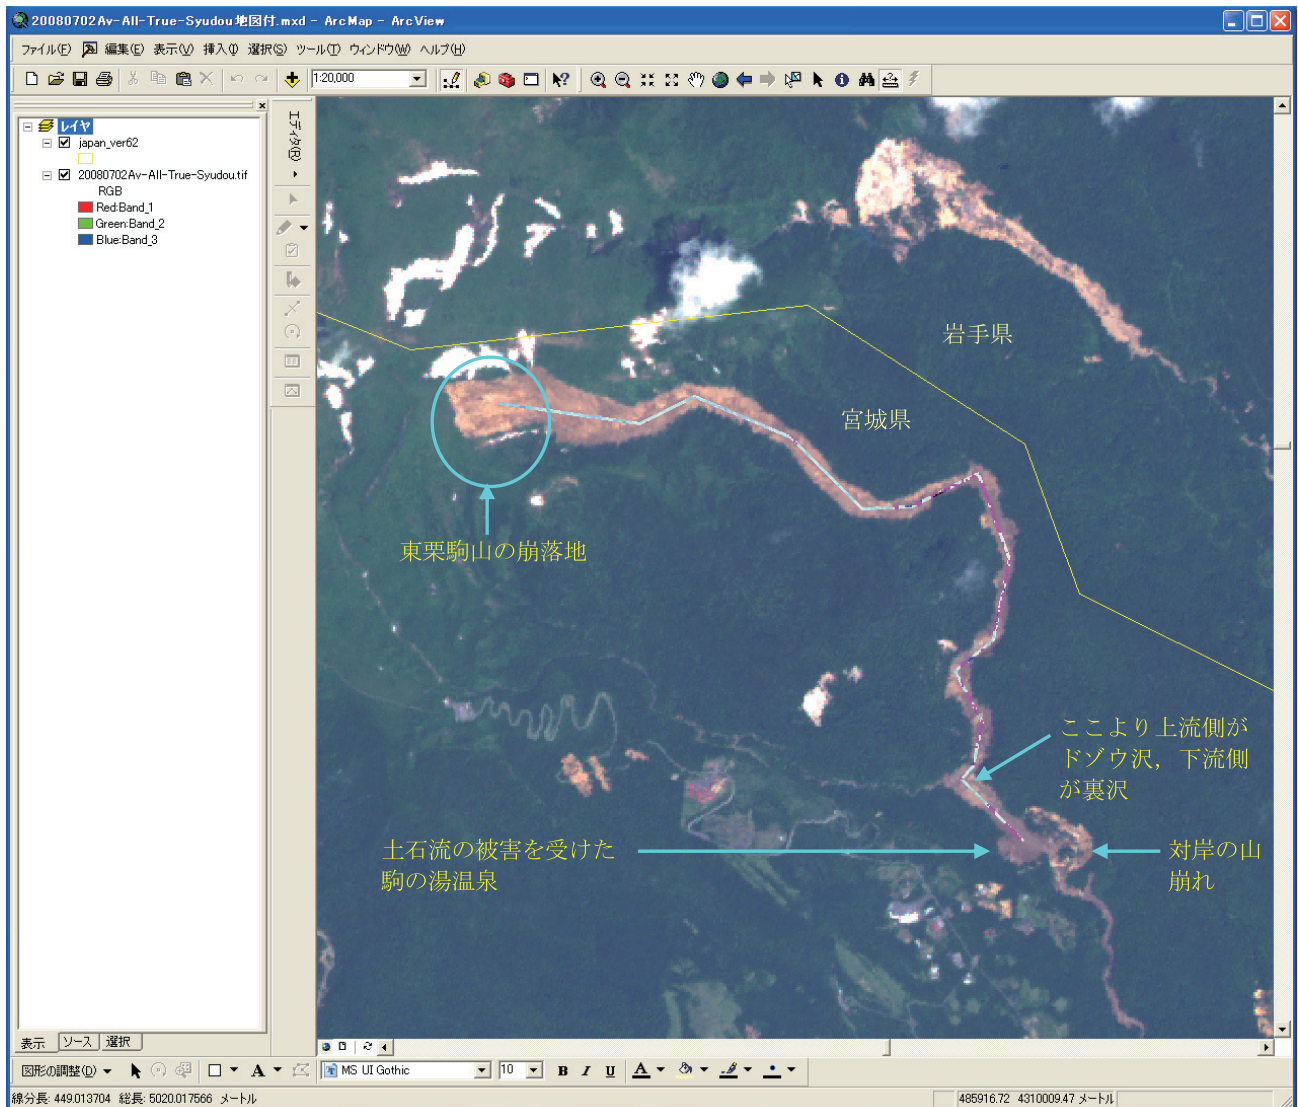 20080702Av-All-True-Syudou地図付.mxd - ArcMap - ArcView
ファイル(F) 編集(E) 表示(V) 挿入(I) 選択(S) ツール(T) ウィンドウ(W) ヘルプ(H)
1:20,000
レイヤ
japan_ver62
20080702Av-All-True-Syudou.tif
RGB
Red:Band_1
Green:Band_2
Blue:Band_3
エディタ(R)
岩手県
宮城県
東栗駒山の崩落地
ここより上流側が
ドゾウ沢，下流側
が裏沢
土石流の被害を受けた
駒の湯温泉
対岸の山
崩れ
表示 ソース 選択
図形の調整(D) A MS UI Gothic 10 B I U A
線分長: 449.013704 総長: 5020.017566 メートル
485916.72 4310009.47 メートル